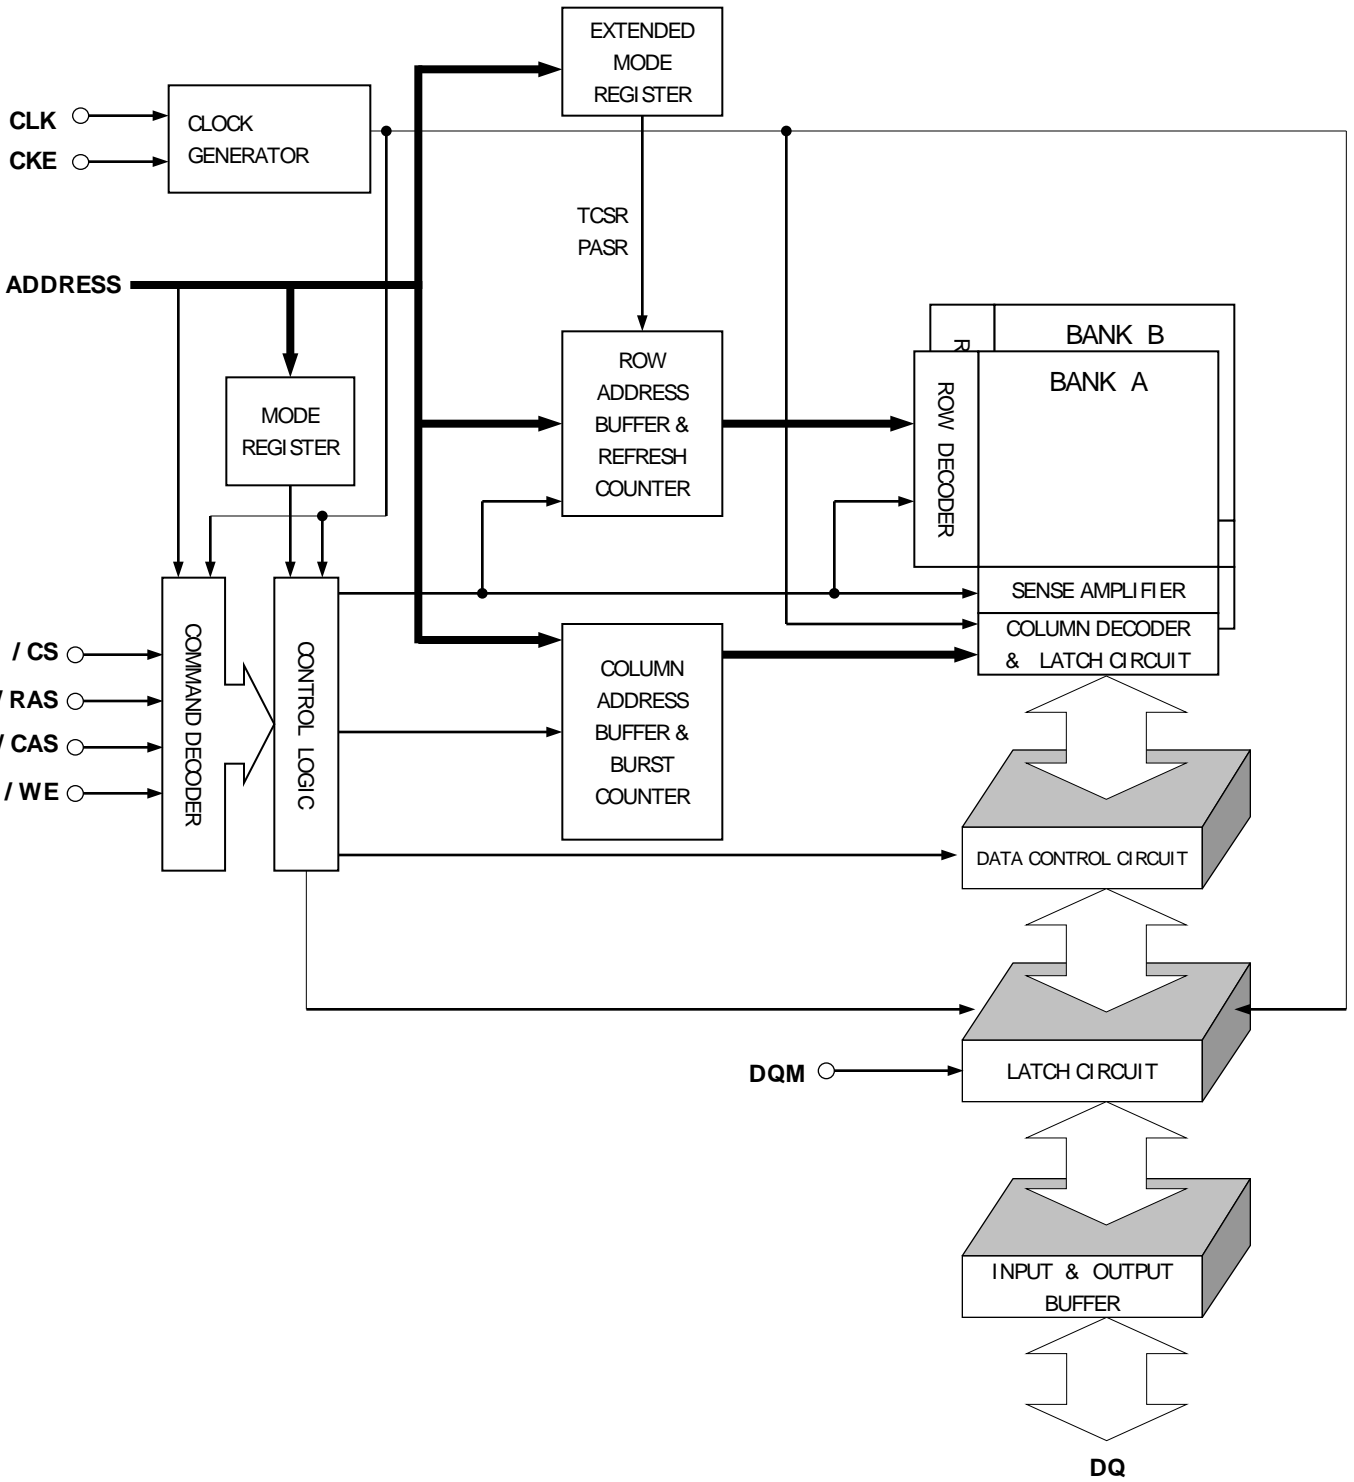 EXTENDED
MODE
REGISTER
CLK
CKE
CLOCK
GENERATOR
TCSR
PASR
ADDRESS
MODE
REGISTER
ROW
ADDRESS
BUFFER &
REFRESH
COUNTER
BANK B
R
BANK A
ROW DECODER
SENSE AMPLIFIER
COLUMN DECODER
& LATCH CIRCUIT
/ CS
/ RAS
/ CAS
/ WE
COMMAND DECODER
CONTROL LOGIC
COLUMN
ADDRESS
BUFFER &
BURST
COUNTER
DATA CONTROL CIRCUIT
DQM
LATCH CIRCUIT
INPUT & OUTPUT
BUFFER
DQ